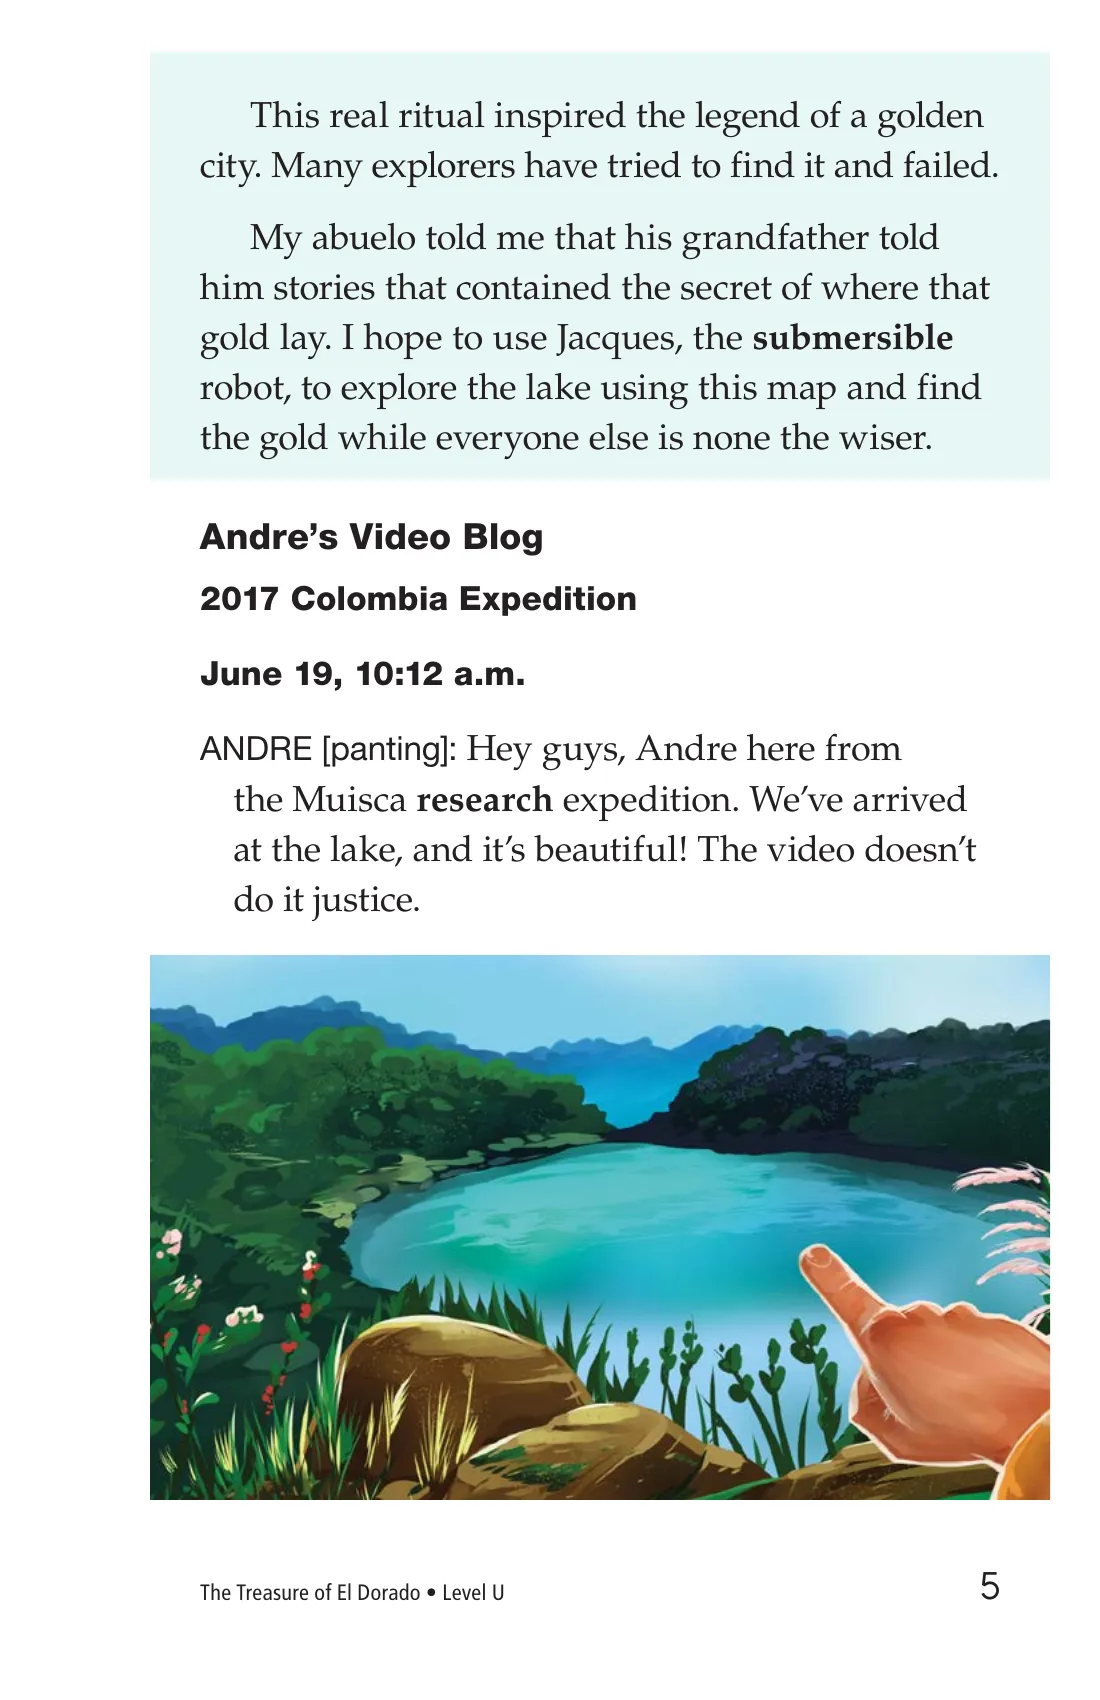 This real ritual inspired the legend of a golden
city. Many explorers have tried to find it and failed.
My abuelo told me that his grandfather told
him stories that contained the secret of where that
gold lay. I hope to use Jacques, the submersible
robot, to explore the lake using this map and find
the gold while everyone else is none the wiser.
Andre’s Video Blog
2017 Colombia Expedition
June 19, 10:12 a.m.
ANDRE [panting]: Hey guys, Andre here from
the Muisca research expedition. We’ve arrived
at the lake, and it’s beautiful! The video doesn’t
do it justice.
The Treasure of El Dorado • Level U
5